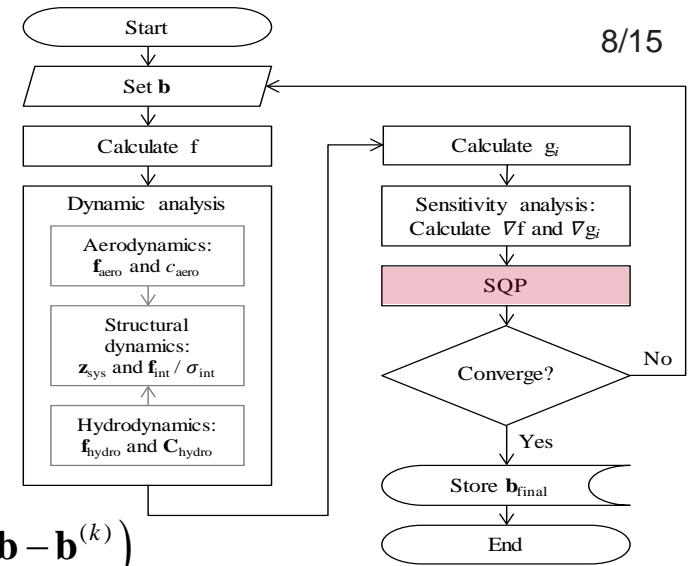 8/15
Start
Set b
Calculate f
Dynamic analysis
Aerodynamics:
f_aero and c_aero
Structural
dynamics:
z_sys and f_int / σ_int
Hydrodynamics:
f_hydro and C_hydro
Calculate g_i
Sensitivity analysis:
Calculate ∇f and ∇g_i
SQP
Converge?
No
Yes
Store b_final
End
b − b^(k) )